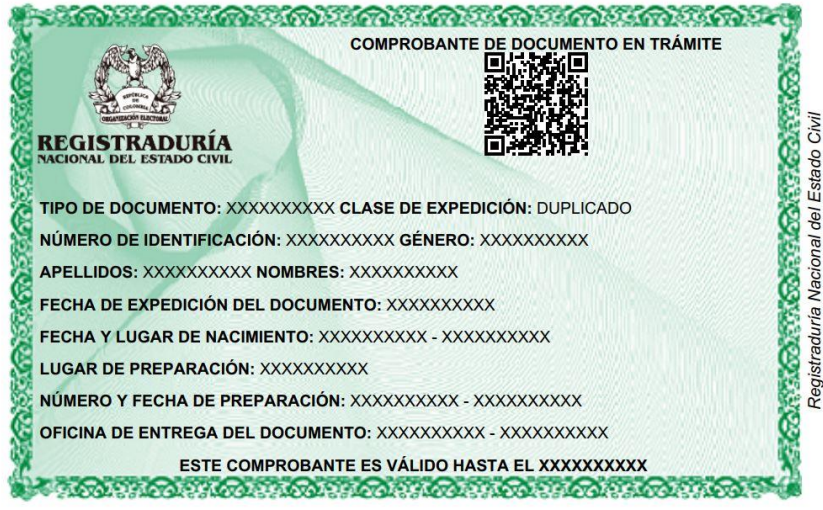 COMPROBANTE DE DOCUMENTO EN TRÁMITE
REPÚBLICA
DE
COLOMBIA
ORGANIZACIÓN ELECTORAL
REGISTRADURÍA
NACIONAL DEL ESTADO CIVIL
TIPO DE DOCUMENTO: XXXXXXXXXX CLASE DE EXPEDICIÓN: DUPLICADO
NÚMERO DE IDENTIFICACIÓN: XXXXXXXXXX GÉNERO: XXXXXXXXXX
APELLIDOS: XXXXXXXXXX NOMBRES: XXXXXXXXXX
FECHA DE EXPEDICIÓN DEL DOCUMENTO: XXXXXXXXXX
FECHA Y LUGAR DE NACIMIENTO: XXXXXXXXXX - XXXXXXXXXX
LUGAR DE PREPARACIÓN: XXXXXXXXXX
NÚMERO Y FECHA DE PREPARACIÓN: XXXXXXXXXX - XXXXXXXXXX
OFICINA DE ENTREGA DEL DOCUMENTO: XXXXXXXXXX - XXXXXXXXXX
ESTE COMPROBANTE ES VÁLIDO HASTA EL XXXXXXXXXX
Registraduría Nacional del Estado Civil